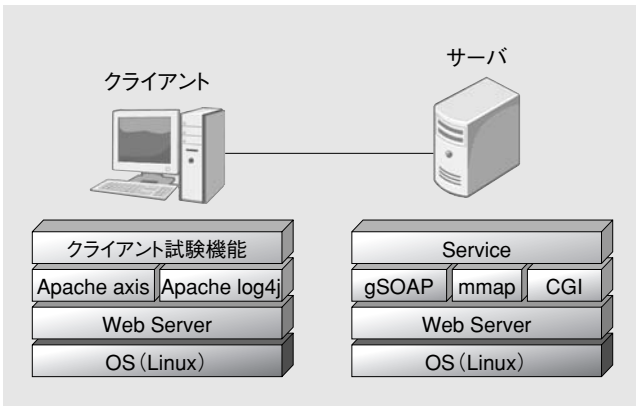 クライアント
サーバ
クライアント試験機能
Apache axis Apache log4j
Web Server
OS（Linux）
Service
gSOAP mmap CGI
Web Server
OS（Linux）